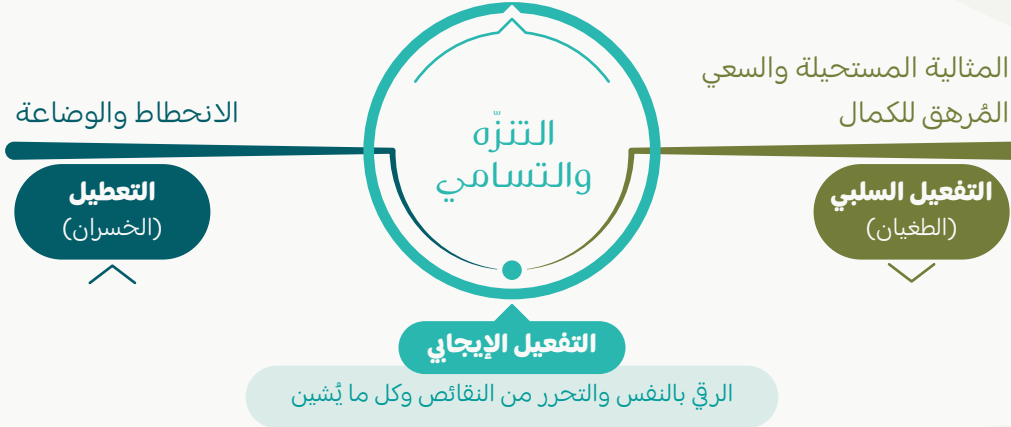 المثالية المستحيلة والسعي
المُرهق للكمال
التفعيل السلبي
(الطغيان)
التنزّه
والتسامي
الانحطاط والوضاعة
التعطيل
(الخسران)
التفعيل الإيجابي
الرقي بالنفس والتحرر من النقائص وكل ما يُشين